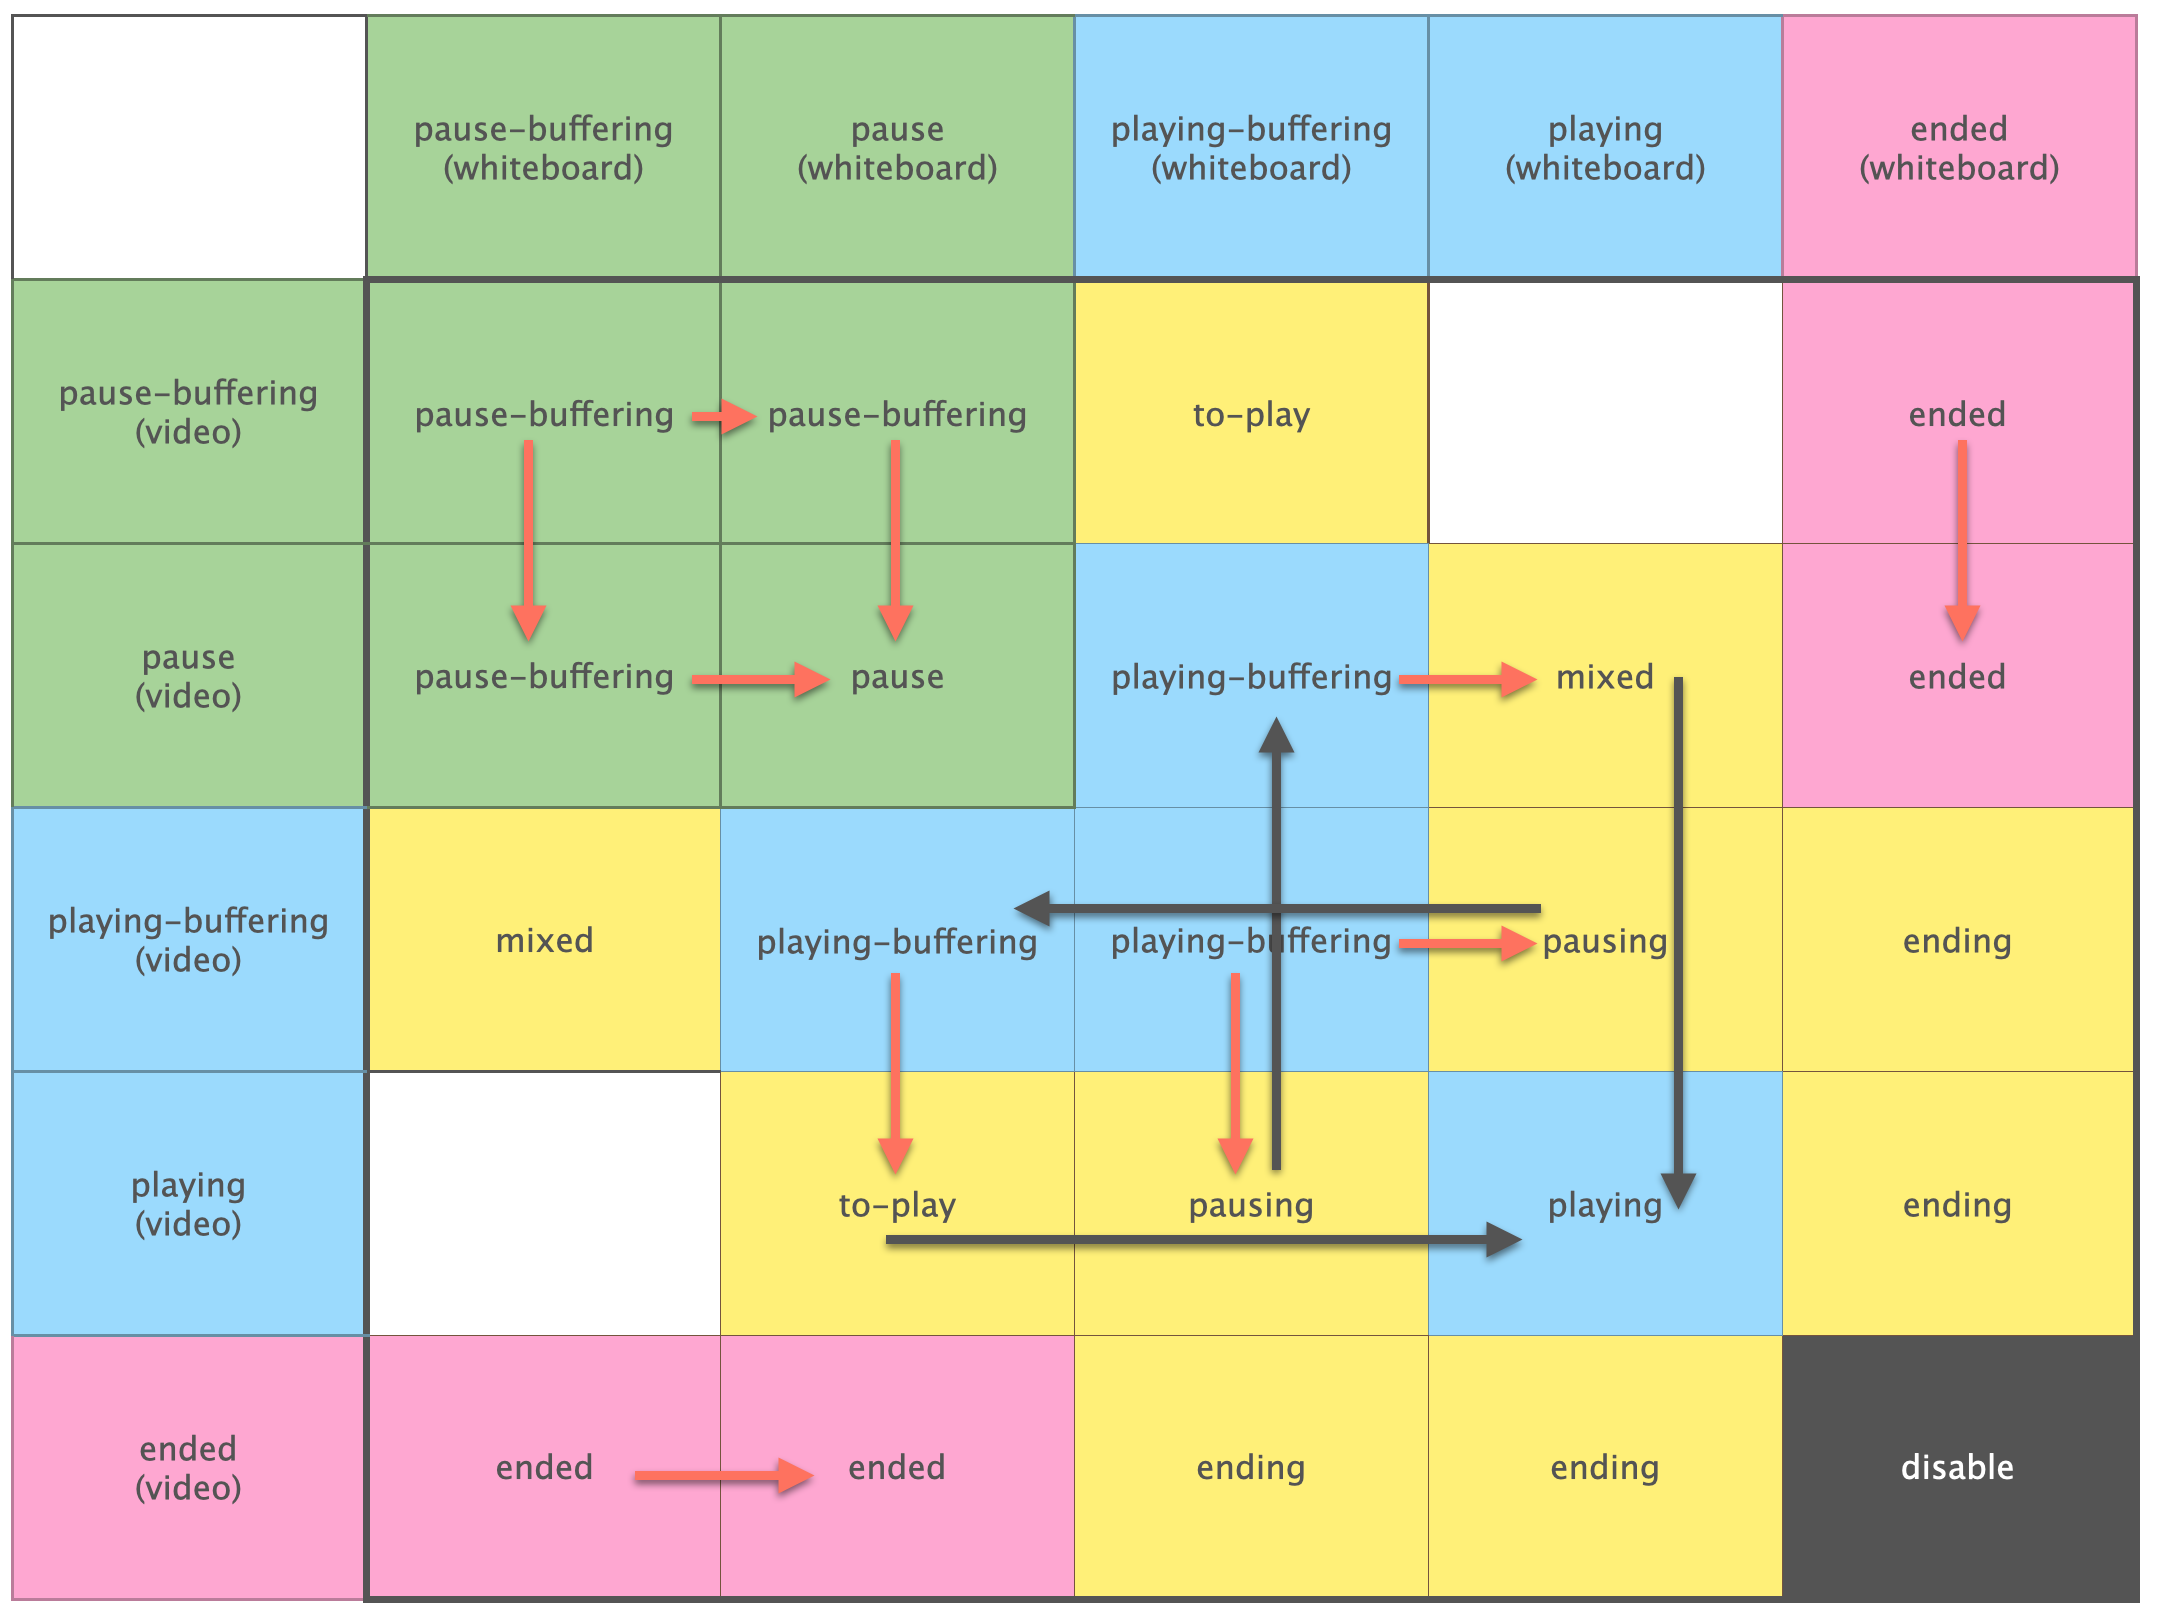 pause-buffering
(whiteboard)
pause
(whiteboard)
playing-buffering
(whiteboard)
playing
(whiteboard)
ended
(whiteboard)
pause-buffering
(video)
pause-buffering
pause-buffering
to-play
ended
pause
(video)
pause-buffering
pause
playing-buffering
mixed
ended
playing-buffering
(video)
mixed
playing-buffering
playing-buffering
pausing
ending
playing
(video)
to-play
pausing
playing
ending
ended
(video)
ended
ended
ending
ending
disable